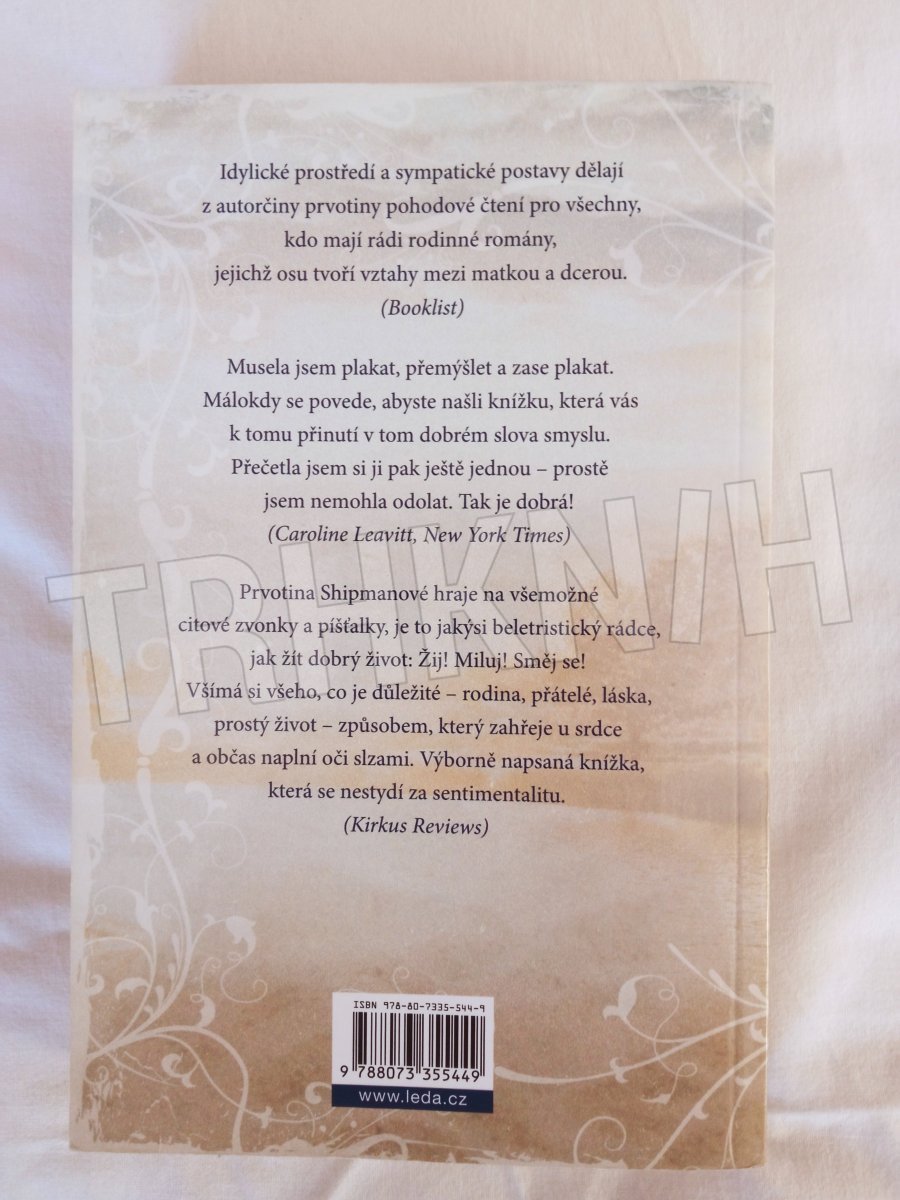 Idylické prostředí a sympatické postavy dělají
z autorčiny prvotiny pohodové čtení pro všechny,
kdo mají rádi rodinné romány,
jejichž osu tvoří vztahy mezi matkou a dcerou.
(Booklist)
Musela jsem plakat, přemýšlet a zase plakat.
Málokdy se povede, abyste našli knížku, která vás
k tomu přinutí v tom dobrém slova smyslu.
Přečetla jsem si ji pak ještě jednou – prostě
jsem nemohla odolat. Tak je dobrá!
(Caroline Leavitt, New York Times)
TRHKNIH
Prvotina Shipmanové hraje na všemožné
citové zvonky a píšťalky, je to jakýsi beletristický rádce,
jak žít dobrý život: Žij! Miluj! Směj se!
Všímá si všeho, co je důležité – rodina, přátelé, láska,
prostý život – způsobem, který zahřeje u srdce
a občas naplní oči slzami. Výborně napsaná knížka,
která se nestydí za sentimentalitu.
(Kirkus Reviews)
ISBN 978-80-7335-544-9
9 788073 355449
www.leda.cz